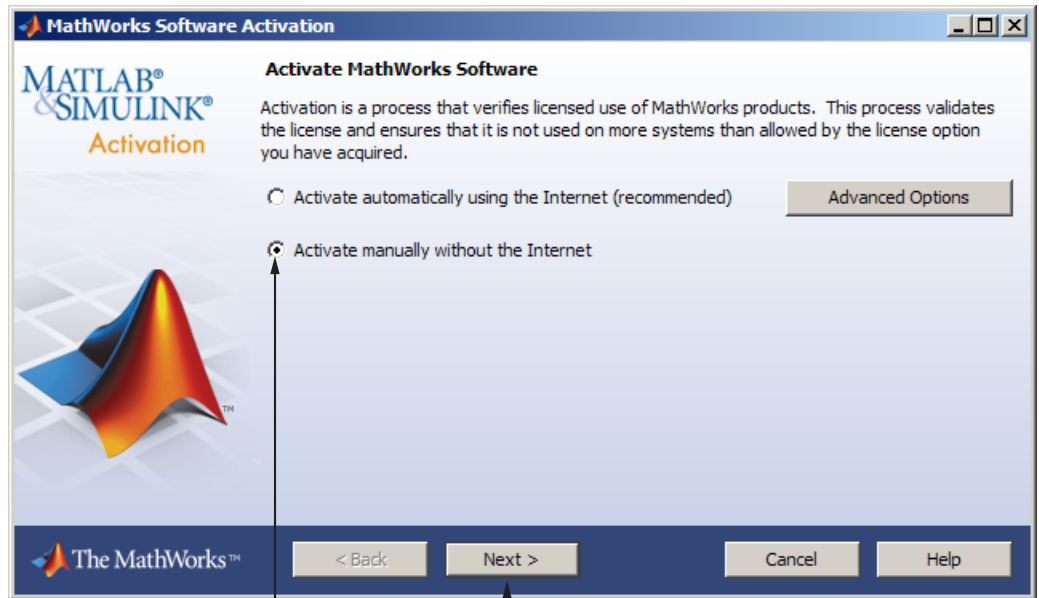 MathWorks Software Activation
MATLAB®
&SIMULINK®
Activation
Activate MathWorks Software
Activation is a process that verifies licensed use of MathWorks products. This process validates
the license and ensures that it is not used on more systems than allowed by the license option
you have acquired.
Activate automatically using the Internet (recommended)
Advanced Options
Activate manually without the Internet
TM
The MathWorks™
< Back
Next >
Cancel
Help